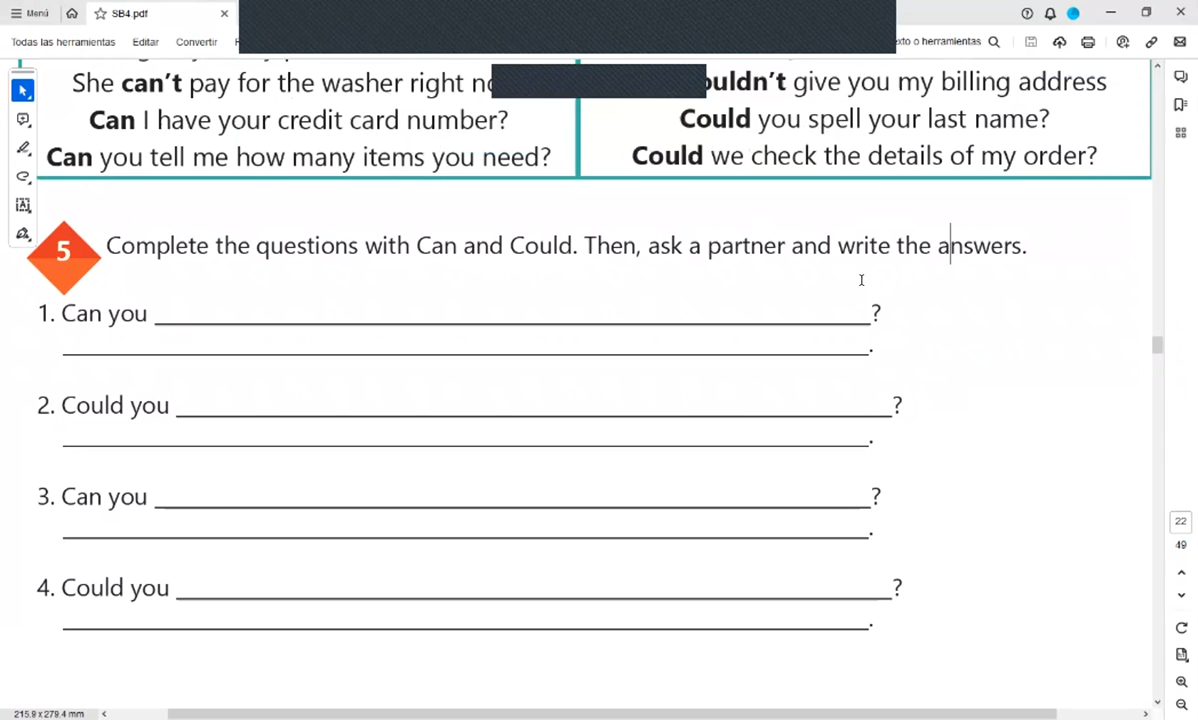 Menú
SB4.pdf
Todas las herramientas Editar Convertir
exto o herramientas
She can't pay for the washer right
ouldn't give you my billing address
Can I have your credit card number?
Could you spell your last name?
Can you tell me how many items you need?
Could we check the details of my order?
5 Complete the questions with Can and Could. Then, ask a partner and write the answers.
1. Can you ?
.
2. Could you ?
.
3. Can you ?
.
4. Could you ?
.
22
49
215.9 x 279.4 mm